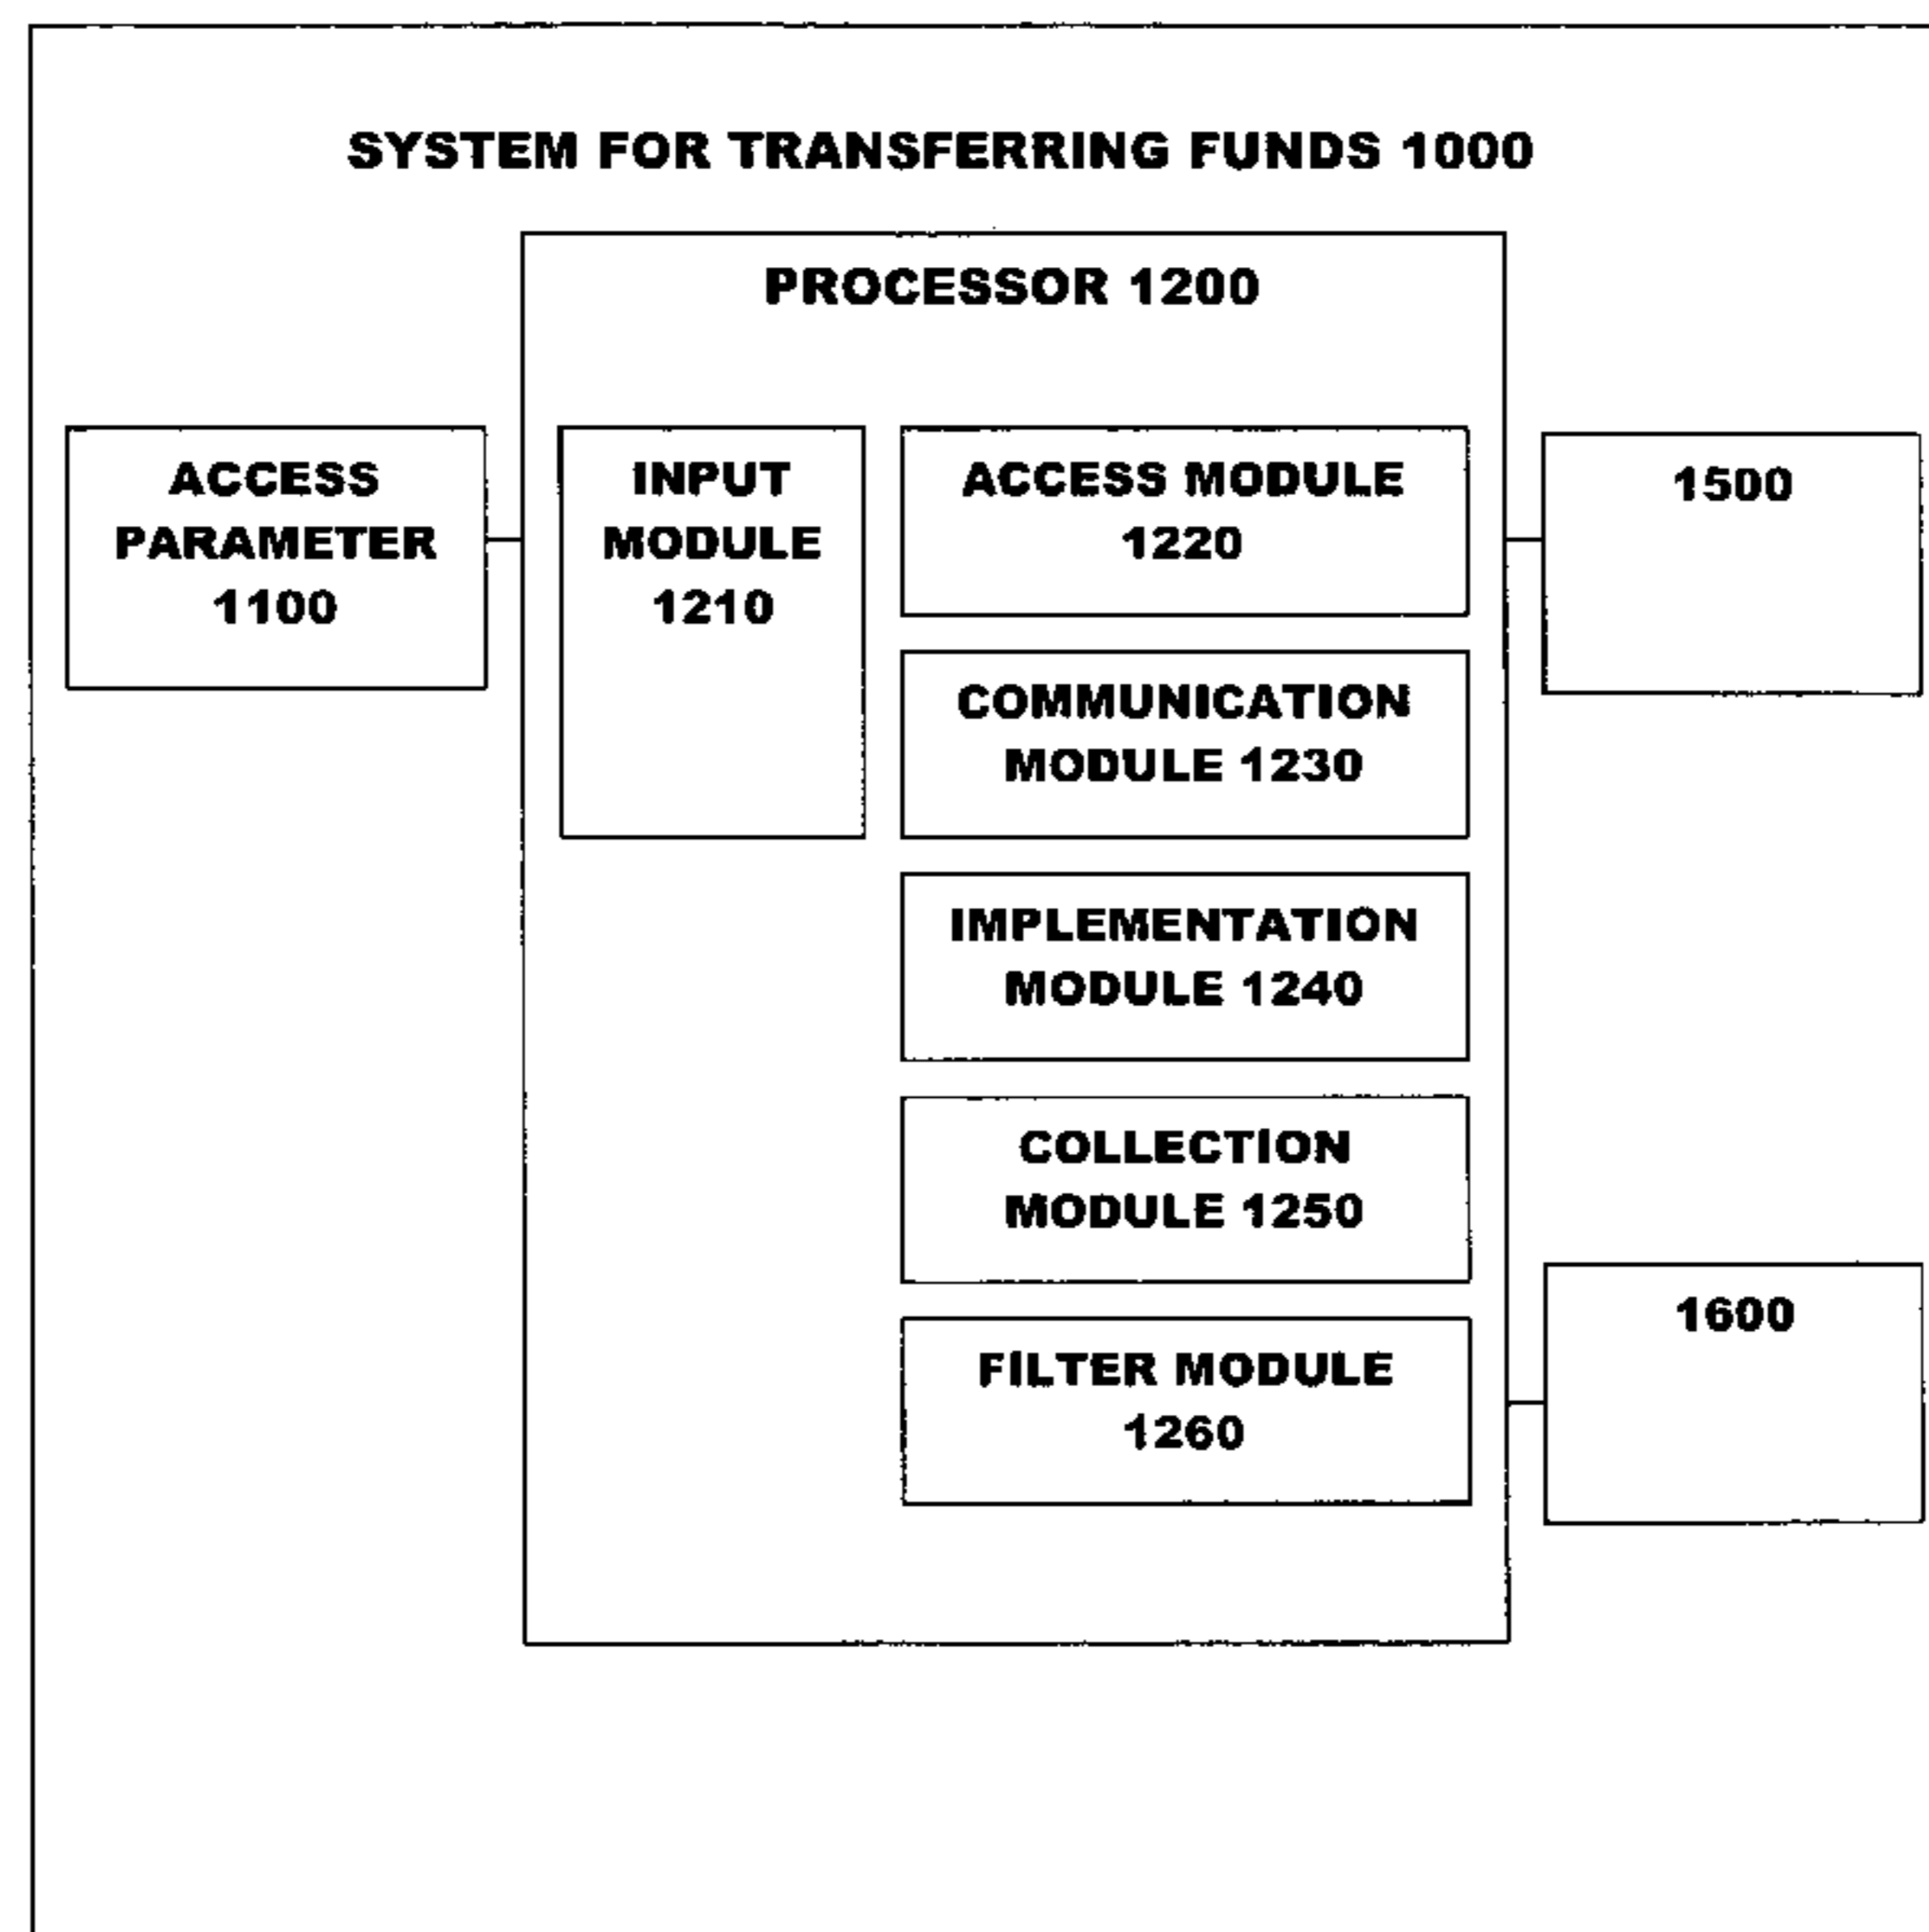 SYSTEM FOR TRANSFERRING FUNDS 1000
PROCESSOR 1200
ACCESS
PARAMETER
1100
INPUT
MODULE
1210
ACCESS MODULE
1220
COMMUNICATION
MODULE 1230
IMPLEMENTATION
MODULE 1240
COLLECTION
MODULE 1250
FILTER MODULE
1260
1500
1600